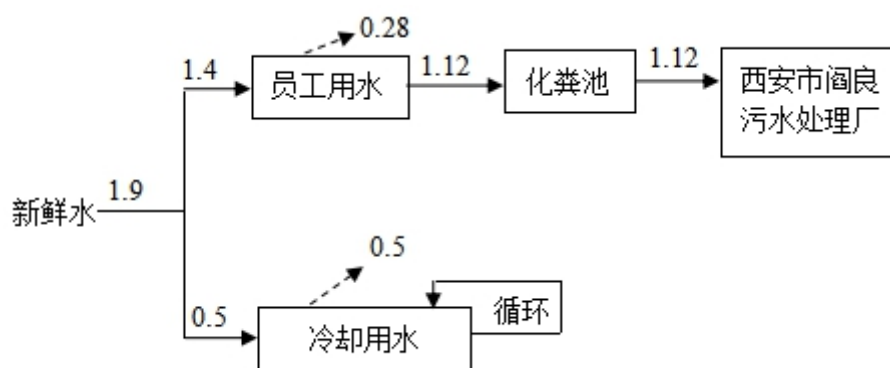 0.28
1.4
员工用水
1.12
化粪池
1.12
西安市阎良
污水处理厂
新鲜水
1.9
0.5
0.5
冷却用水
循环